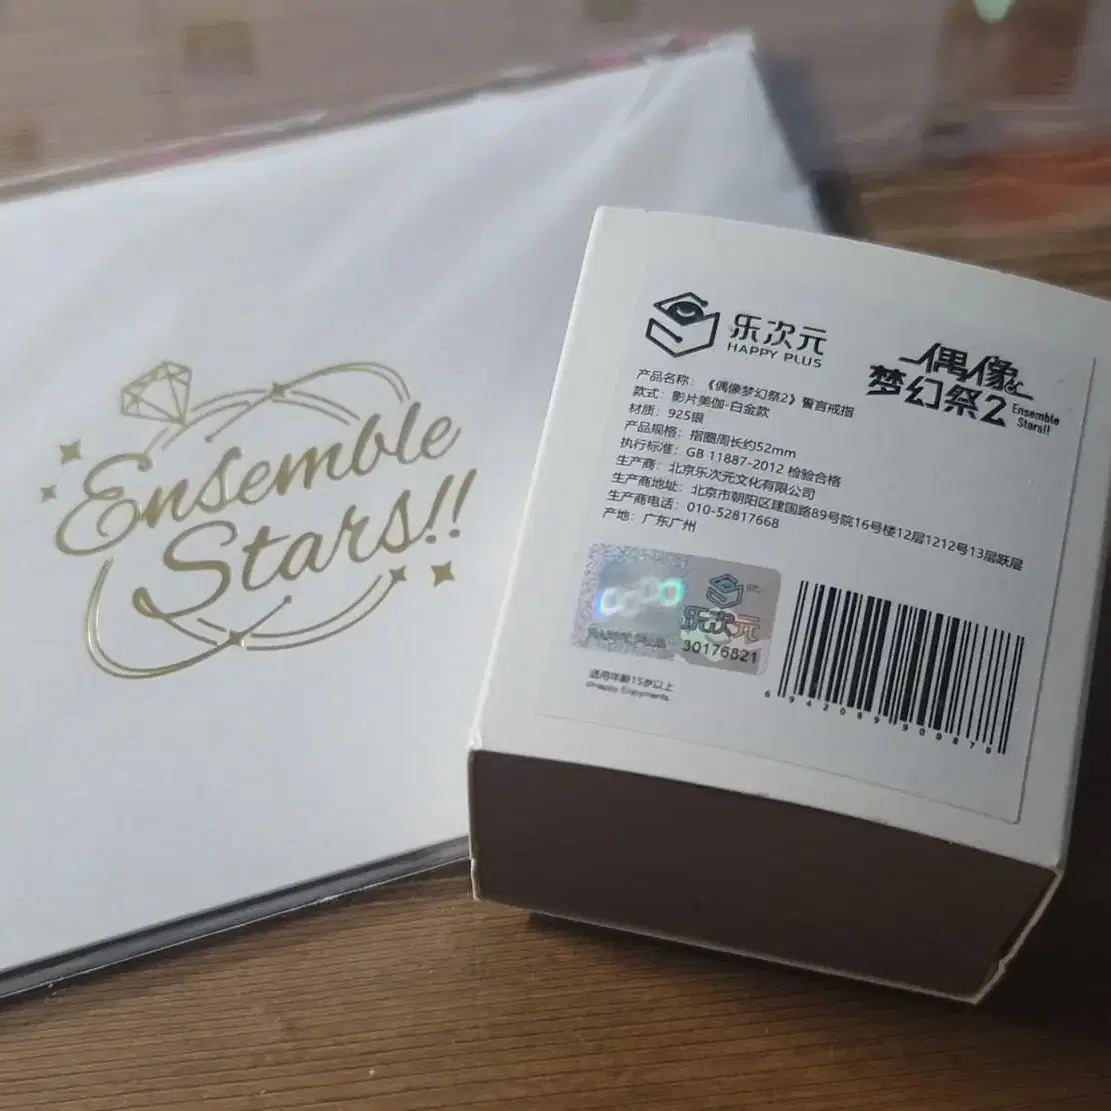 Ensemble
Stars!!
乐次元
HAPPY PLUS
偶像
梦幻祭2
Ensemble
Stars!!
产品名称：《偶像梦幻祭2》誓言戒指
款式：影片美伽-白金款
材质：925银
产品规格：指圈周长约52mm
执行标准：GB 11887-2012 检验合格
生产商：北京乐次元文化有限公司
生产商地址：北京市朝阳区建国路89号院16号楼12层1212号13层跃层
生产商电话：010-52817668
产地：广东广州
乐次元
HAPPY PLUS
30176821
适用年龄15岁以上
©Happy Enjoyments
6942089900878